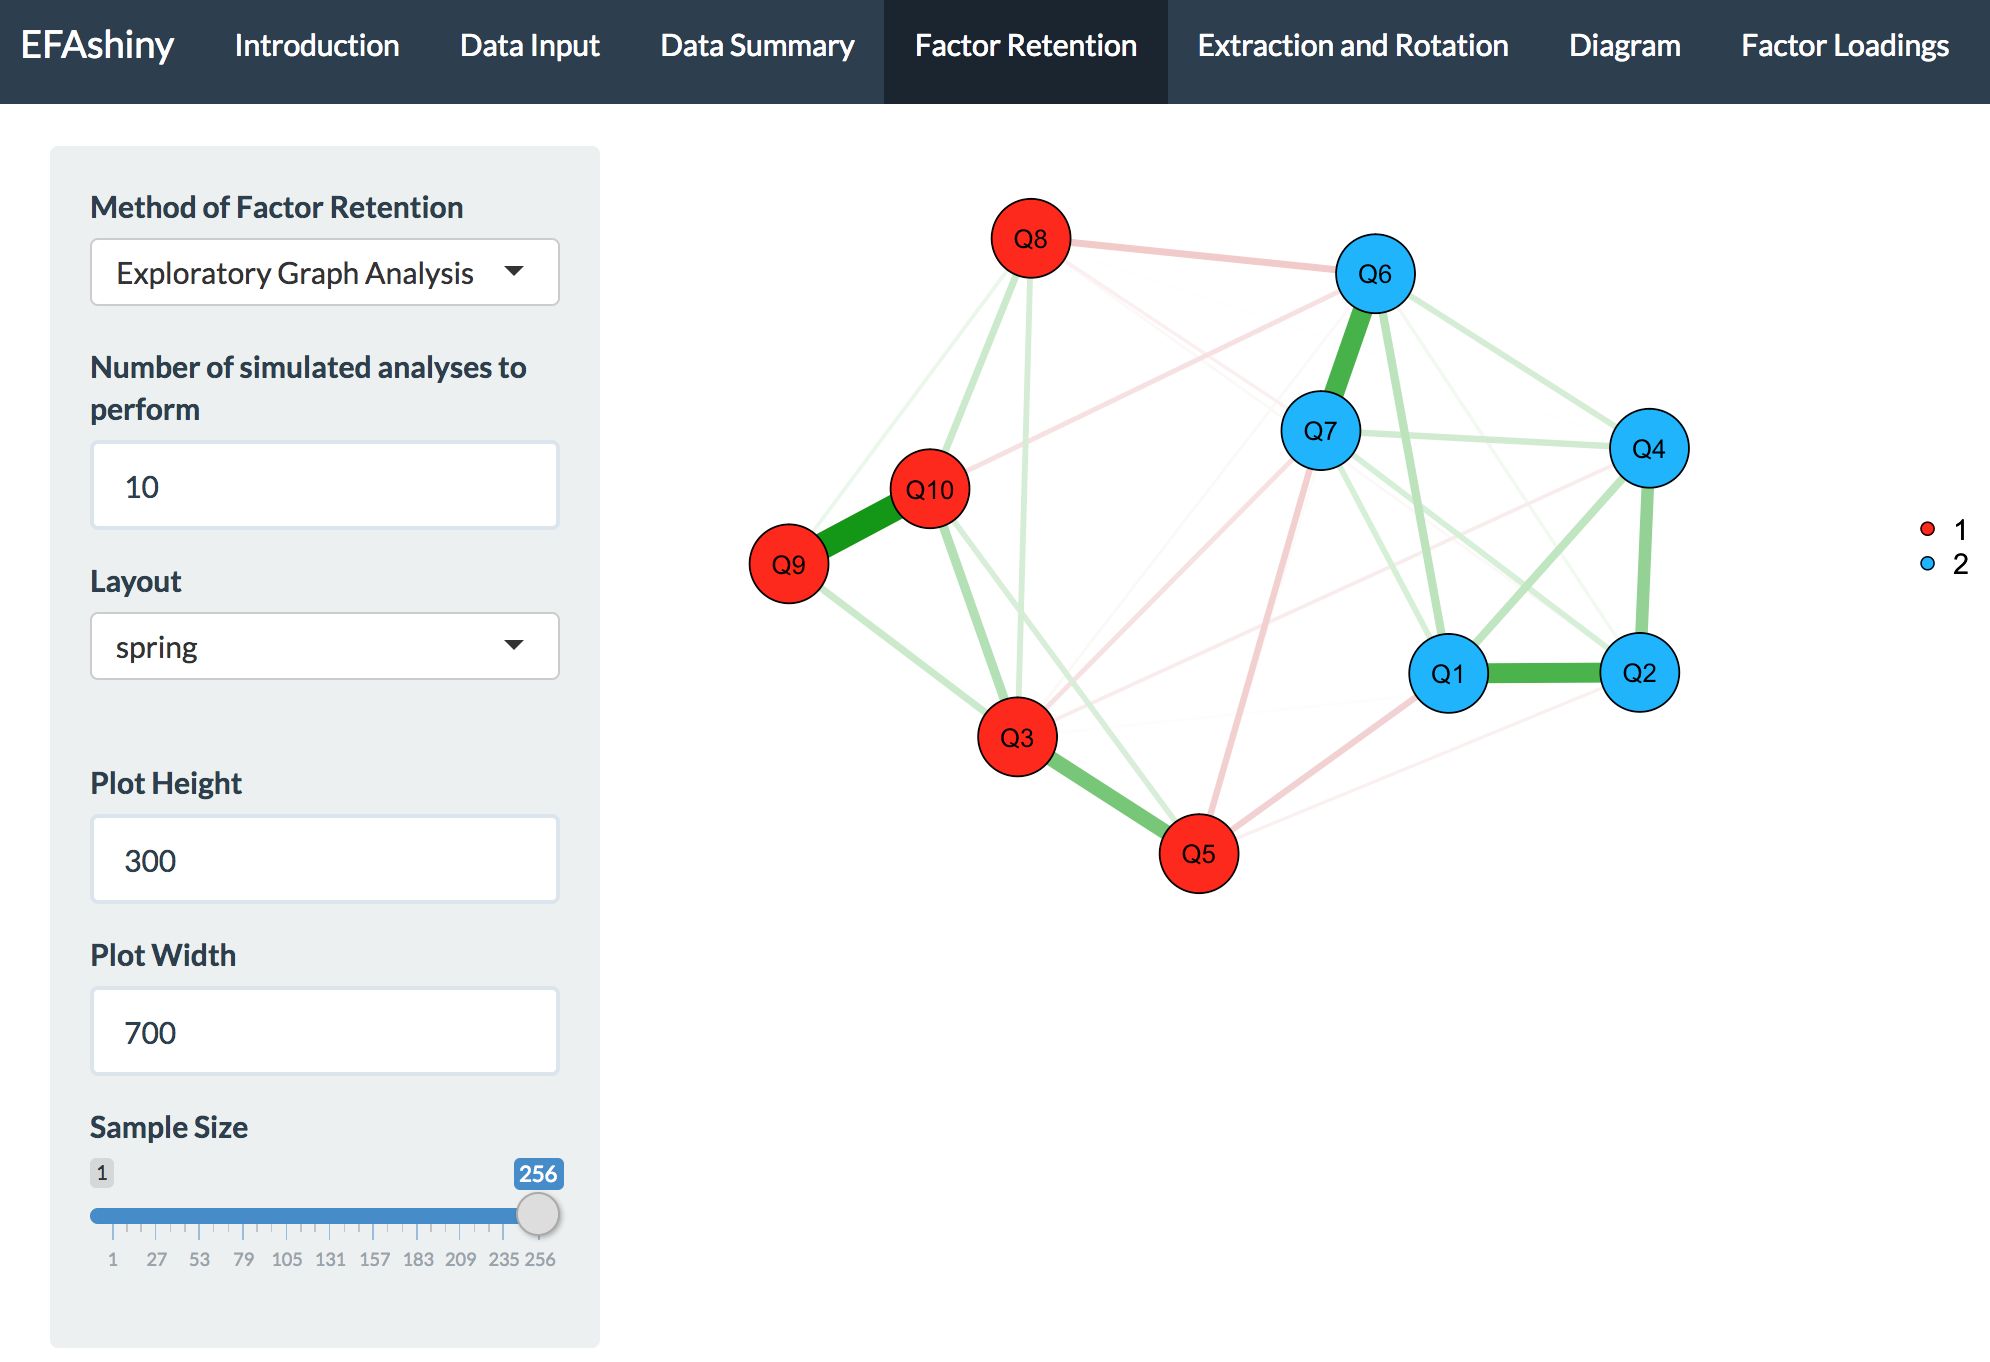 EFAshiny Introduction Data Input Data Summary Factor Retention Extraction and Rotation Diagram Factor Loadings
Method of Factor Retention
Exploratory Graph Analysis
Number of simulated analyses to
perform
10
Layout
spring
Plot Height
300
Plot Width
700
Sample Size
1 256
1 27 53 79 105 131 157 183 209 235 256
Q8
Q6
Q7
Q4
Q10
Q9
Q1 Q2
Q3
Q5
1
2